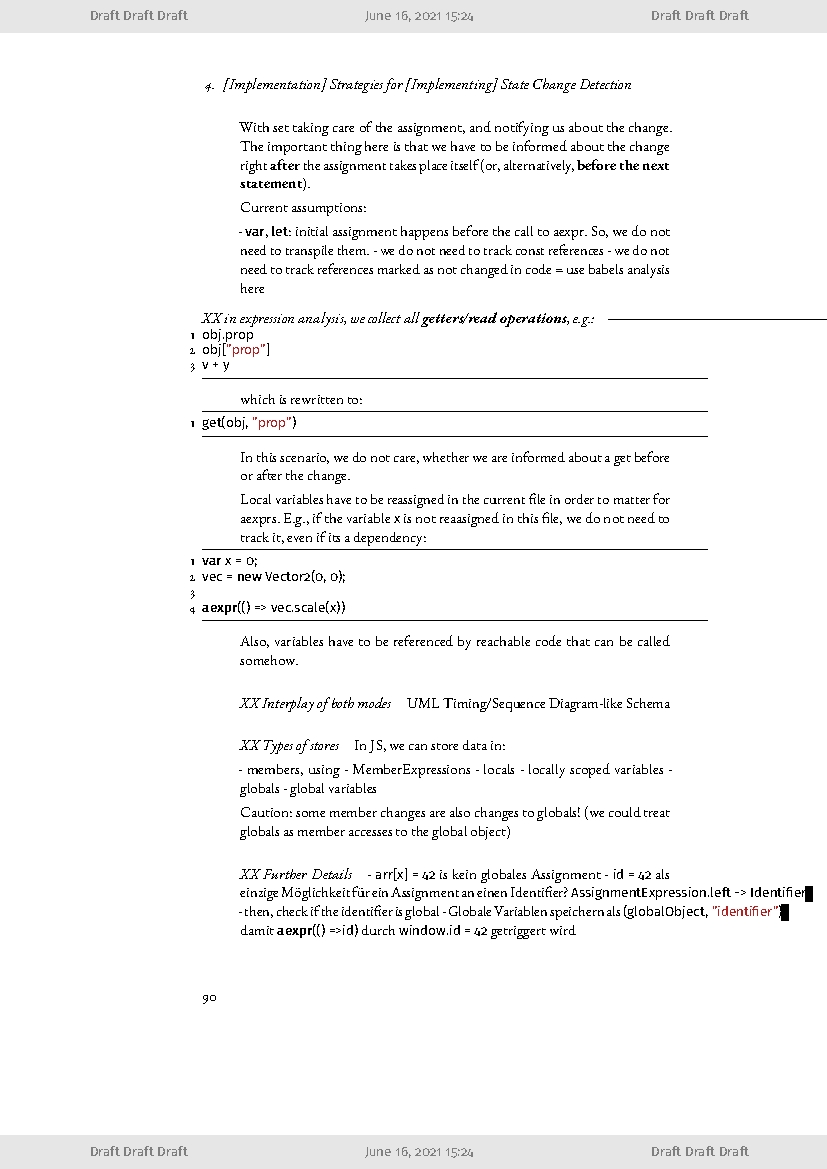 Draft Draft Draft June 16, 2021 15:24 Draft Draft Draft
4. [Implementation] Strategies for [Implementing] State Change Detection
With set taking care of the assignment, and notifying us about the change.
The important thing here is that we have to be informed about the change
right after the assignment takes place itself (or, alternatively, before the next
statement).
Current assumptions:
- var, let: initial assignment happens before the call to aexpr. So, we do not
need to transpile them. - we do not need to track const references - we do not
need to track references marked as not changed in code = use babels analysis
here
XX in expression analysis, we collect all getters/read operations, e.g.:
1 obj.prop
2 obj["prop"]
3 v + y
which is rewritten to:
1 get(obj, "prop")
In this scenario, we do not care, whether we are informed about a get before
or after the change.
Local variables have to be reassigned in the current file in order to matter for
aexprs. E.g., if the variable x is not reaasigned in this file, we do not need to
track it, even if its a dependency:
1 var x = 0;
2 vec = new Vector2(0, 0);
3
4 aexpr(() => vec.scale(x))
Also, variables have to be referenced by reachable code that can be called
somehow.
XX Interplay of both modes UML Timing/Sequence Diagram-like Schema
XX Types of stores In JS, we can store data in:
- members, using - MemberExpressions - locals - locally scoped variables -
globals - global variables
Caution: some member changes are also changes to globals! (we could treat
globals as member accesses to the global object)
XX Further Details - arr[x] = 42 is kein globales Assignment - id = 42 als
einzige Möglichkeit für ein Assignment an einen Identifier? AssignmentExpression.left -> Identifier
- then, check if the identifier is global - Globale Variablen speichern als (globalObject, "identifier")
damit aexpr(() =>id) durch window.id = 42 getriggert wird
90
Draft Draft Draft June 16, 2021 15:24 Draft Draft Draft